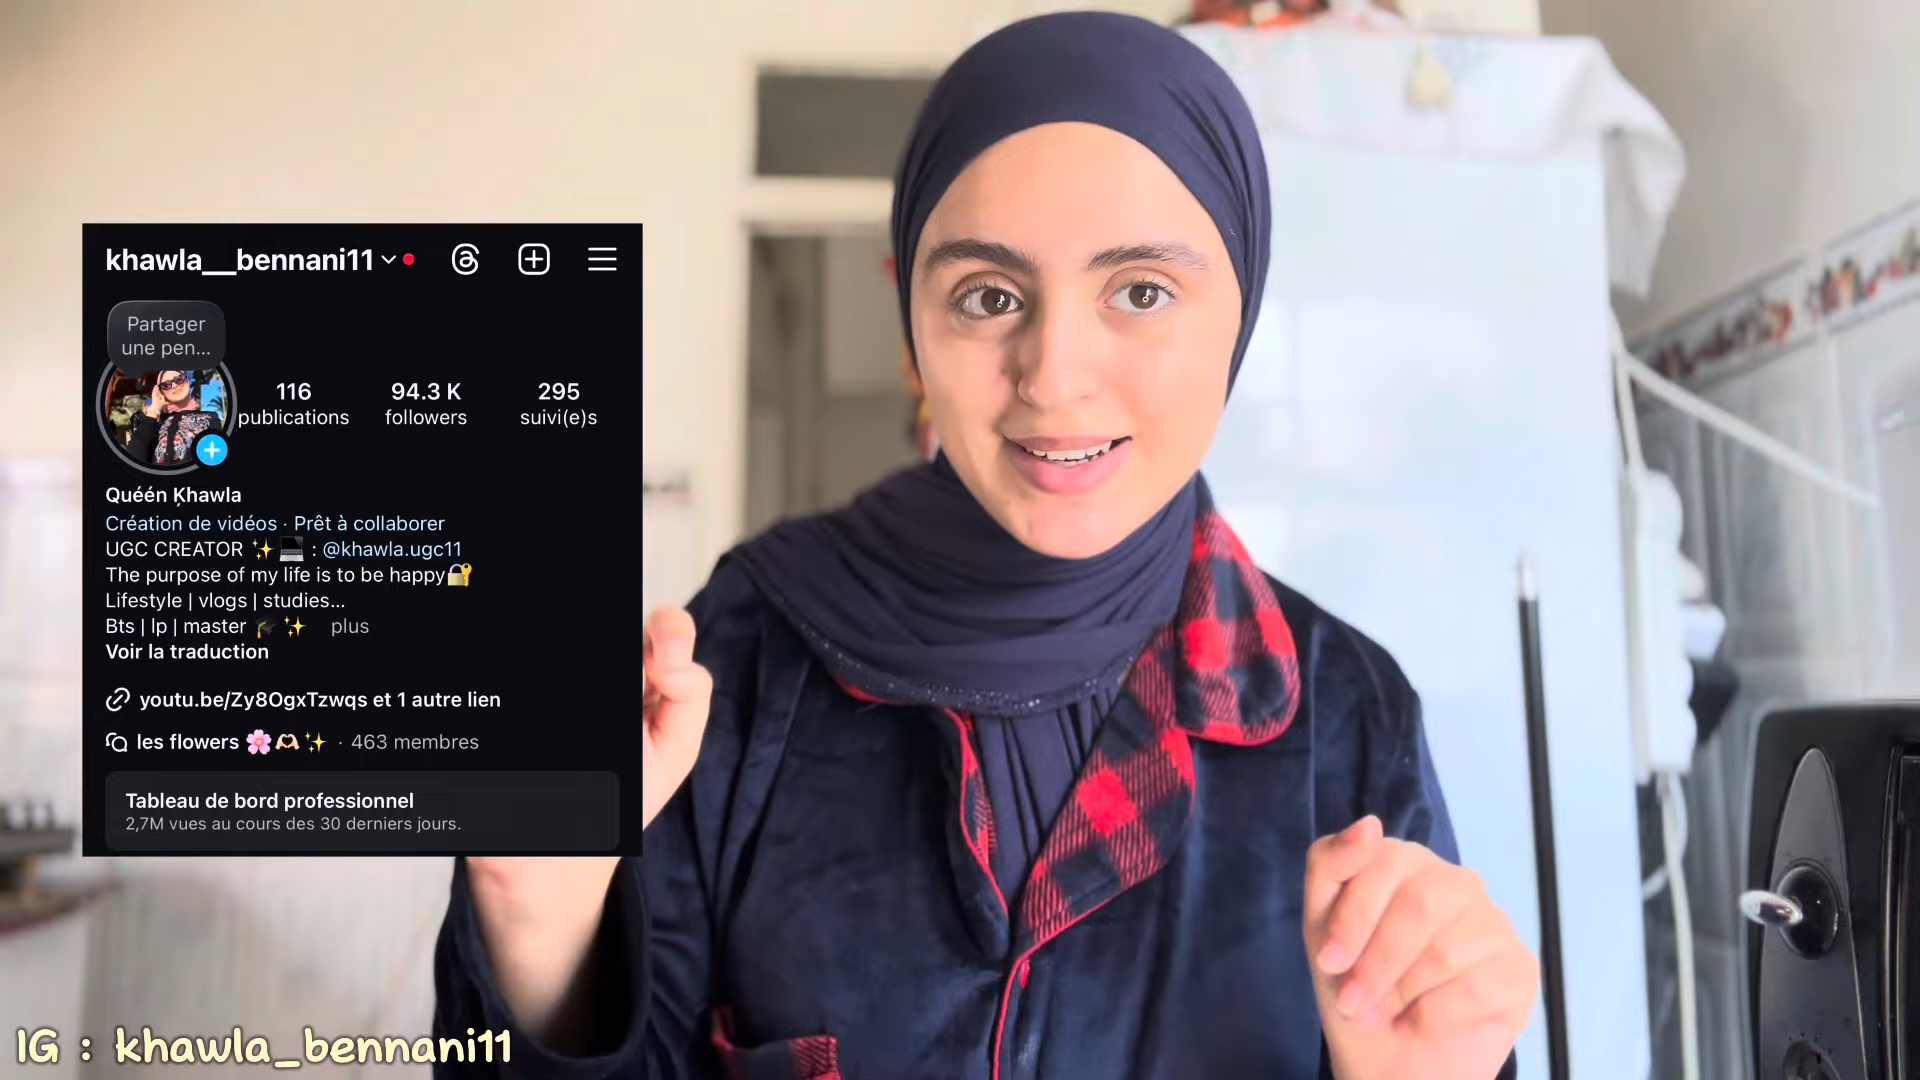 khawla__bennani11
Partager
une pen...
116
publications
94.3 K
followers
295
suivi(e)s
Quéén Ķhawla
Création de vidéos · Prêt à collaborer
UGC CREATOR ✨💻 : @khawla.ugc11
The purpose of my life is to be happy🔐
Lifestyle | vlogs | studies...
Bts | lp | master 🎓✨ plus
Voir la traduction
youtu.be/Zy8OgxTzwqs et 1 autre lien
les flowers 🌸🫶✨ · 463 membres
Tableau de bord professionnel
2,7M vues au cours des 30 derniers jours.
IG : khawla_bennani11